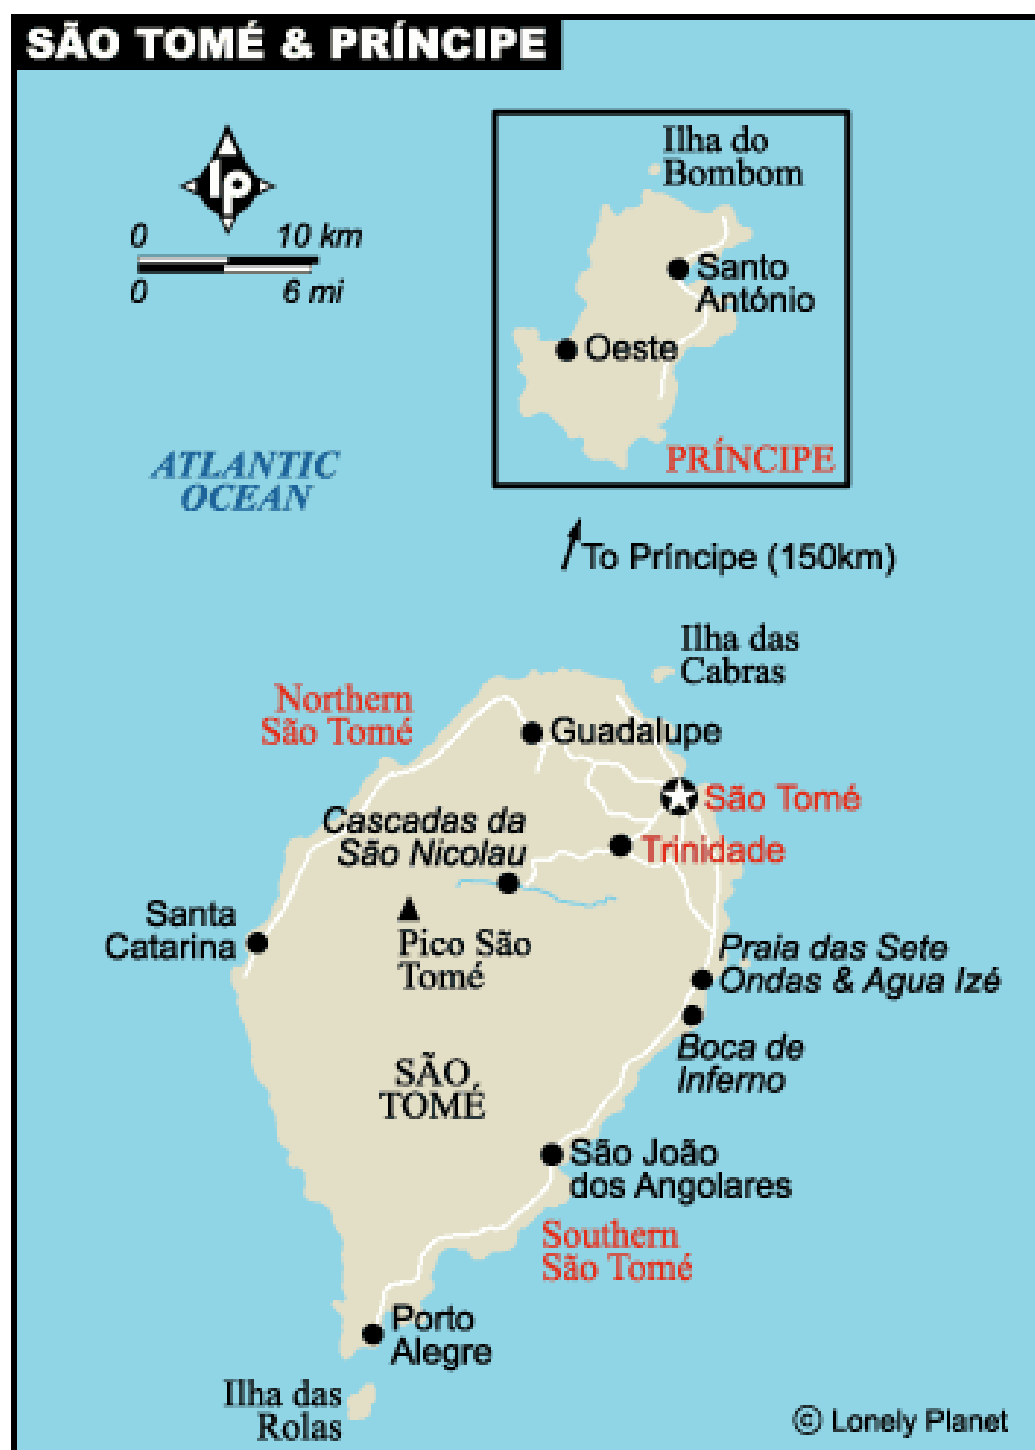 SÃO TOMÉ & PRÍNCIPE
lp
0 10 km
0 6 mi
Ilha do
Bombom
Santo
António
Oeste
PRÍNCIPE
ATLANTIC
OCEAN
To Príncipe (150km)
Ilha das
Cabras
Northern
São Tomé
Guadalupe
São Tomé
Cascadas da
São Nicolau
Trinidade
Santa
Catarina
Pico São
Tomé
Praia das Sete
Ondas & Agua Izé
Boca de
Inferno
SÃO
TOMÉ
São João
dos Angolares
Southern
São Tomé
Porto
Alegre
Ilha das
Rolas
© Lonely Planet